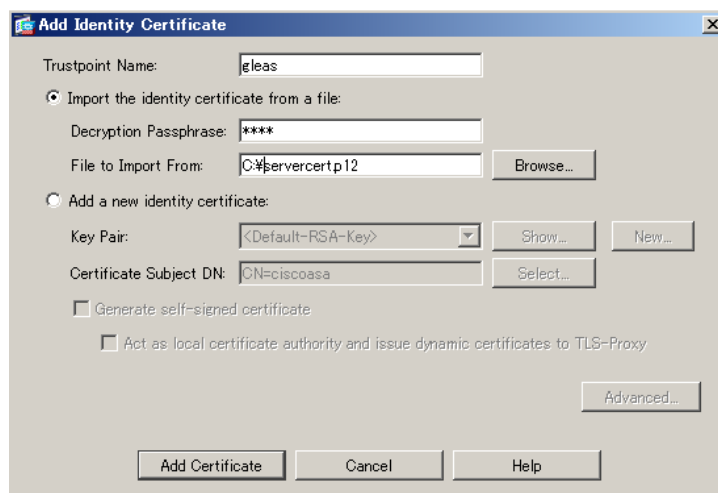 Add Identity Certificate
Trustpoint Name: gleas
Import the identity certificate from a file:
Decryption Passphrase: ****
File to Import From: C:¥servercert.p12 Browse...
Add a new identity certificate:
Key Pair: <Default-RSA-Key> Show... New...
Certificate Subject DN: CN=ciscoasa Select...
Generate self-signed certificate
Act as local certificate authority and issue dynamic certificates to TLS-Proxy
Advanced...
Add Certificate Cancel Help